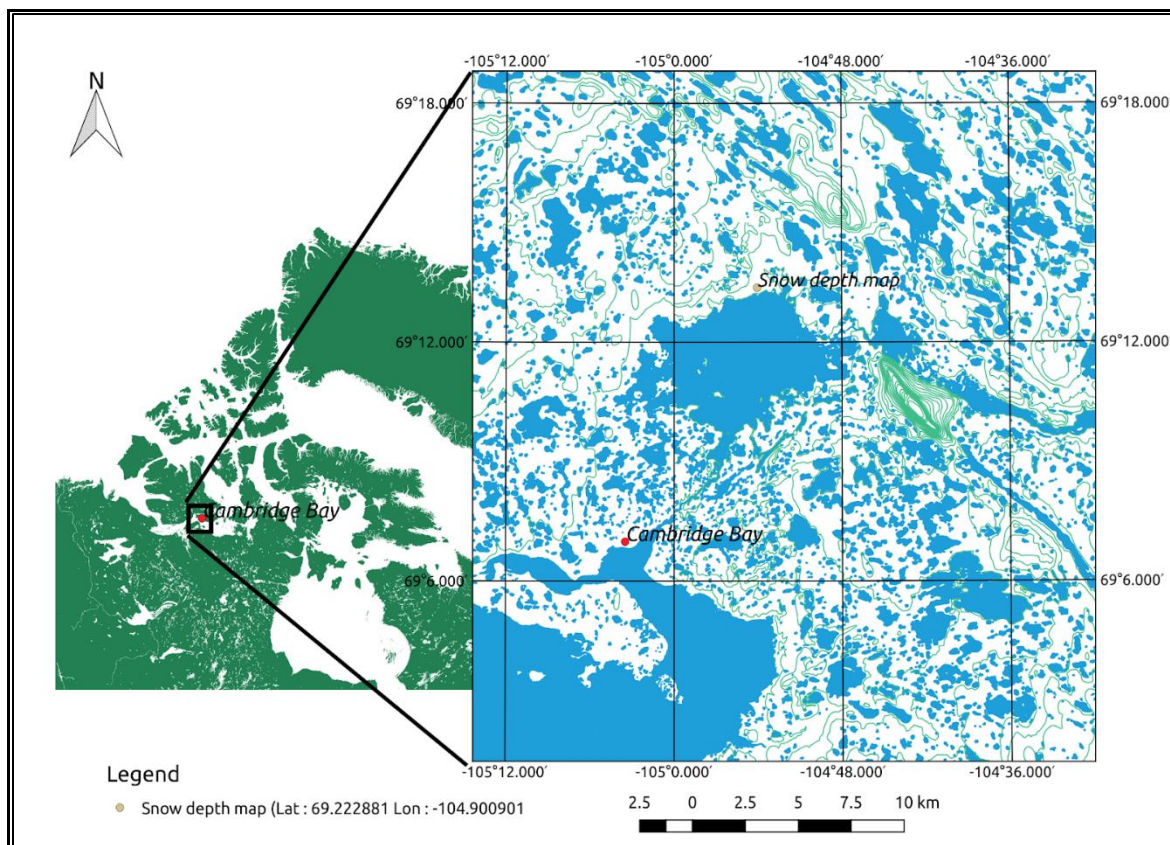 -105°12.000′ -105°0.000′ -104°48.000′ -104°36.000′
N
69°18.000′ 69°18.000′
Snow depth map
69°12.000′ 69°12.000′
Cambridge Bay
Cambridge Bay
69°6.000′ 69°6.000′
-105°12.000′ -105°0.000′ -104°48.000′ -104°36.000′
Legend
Snow depth map (Lat : 69.222881 Lon : -104.900901
2.5 0 2.5 5 7.5 10 km